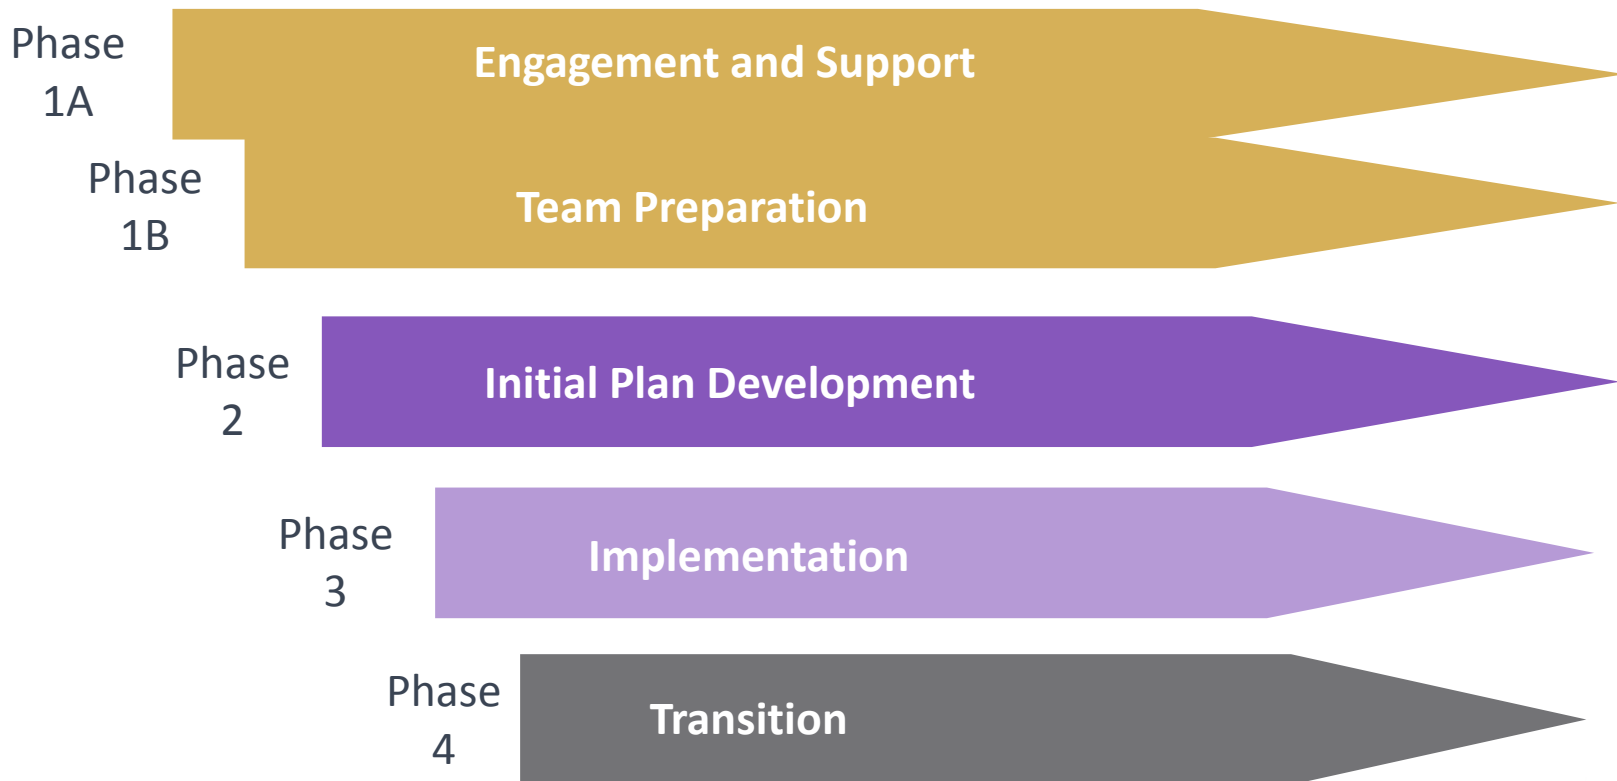 Phase
1A
Engagement and Support
Phase
1B
Team Preparation
Phase
2
Initial Plan Development
Phase
3
Implementation
Phase
4
Transition